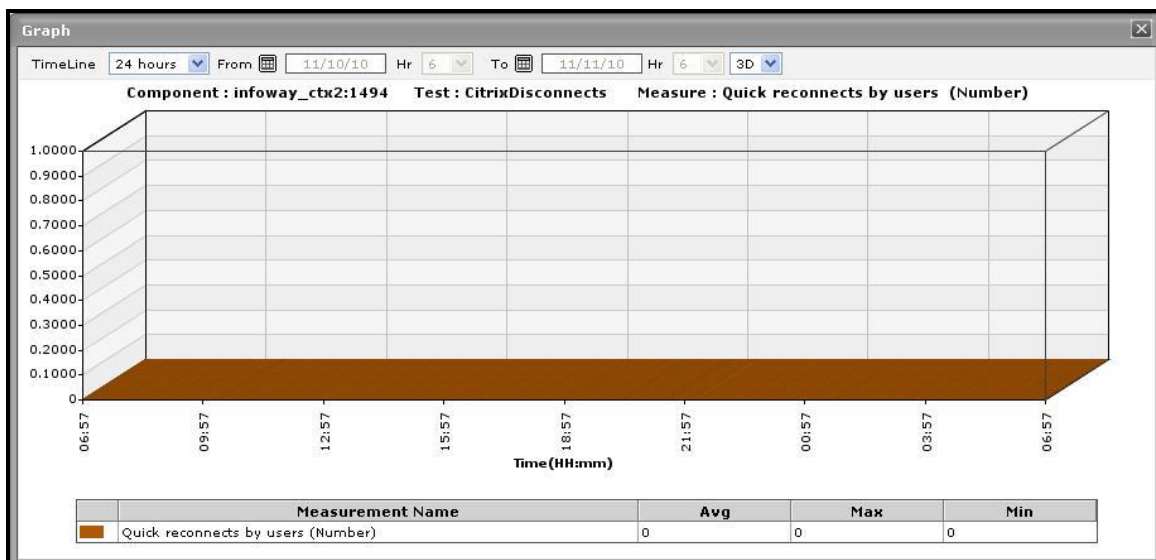 Graph
TimeLine 24 hours From 11/10/10 Hr 6 To 11/11/10 Hr 6 3D
Component : infoway_ctx2:1494 Test : CitrixDisconnects Measure : Quick reconnects by users (Number)
1.0000
0.9000
0.8000
0.7000
0.6000
0.5000
0.4000
0.3000
0.2000
0.1000
0
06:57 09:57 12:57 15:57 18:57 21:57 00:57 03:57 06:57
Time(HH:mm)
Measurement Name Avg Max Min
Quick reconnects by users (Number) 0 0 0